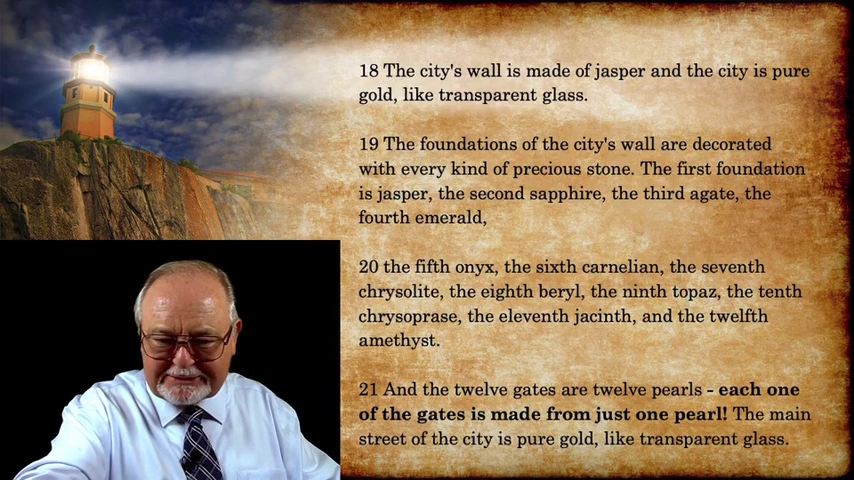 18 The city's wall is made of jasper and the city is pure
gold, like transparent glass.
19 The foundations of the city's wall are decorated
with every kind of precious stone. The first foundation
is jasper, the second sapphire, the third agate, the
fourth emerald,
20 the fifth onyx, the sixth carnelian, the seventh
chrysolite, the eighth beryl, the ninth topaz, the tenth
chrysoprase, the eleventh jacinth, and the twelfth
amethyst.
21 And the twelve gates are twelve pearls - each one
of the gates is made from just one pearl! The main
street of the city is pure gold, like transparent glass.